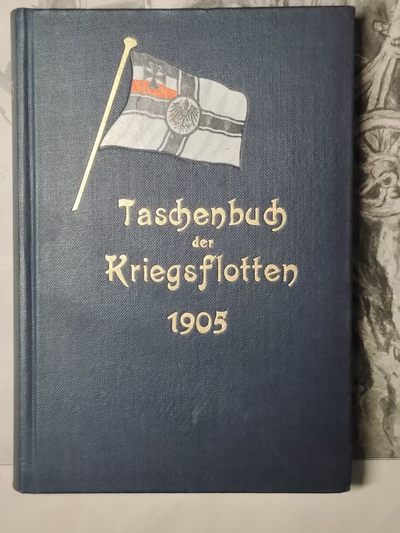 Taschenbuch
der
Kriegsflotten
1905